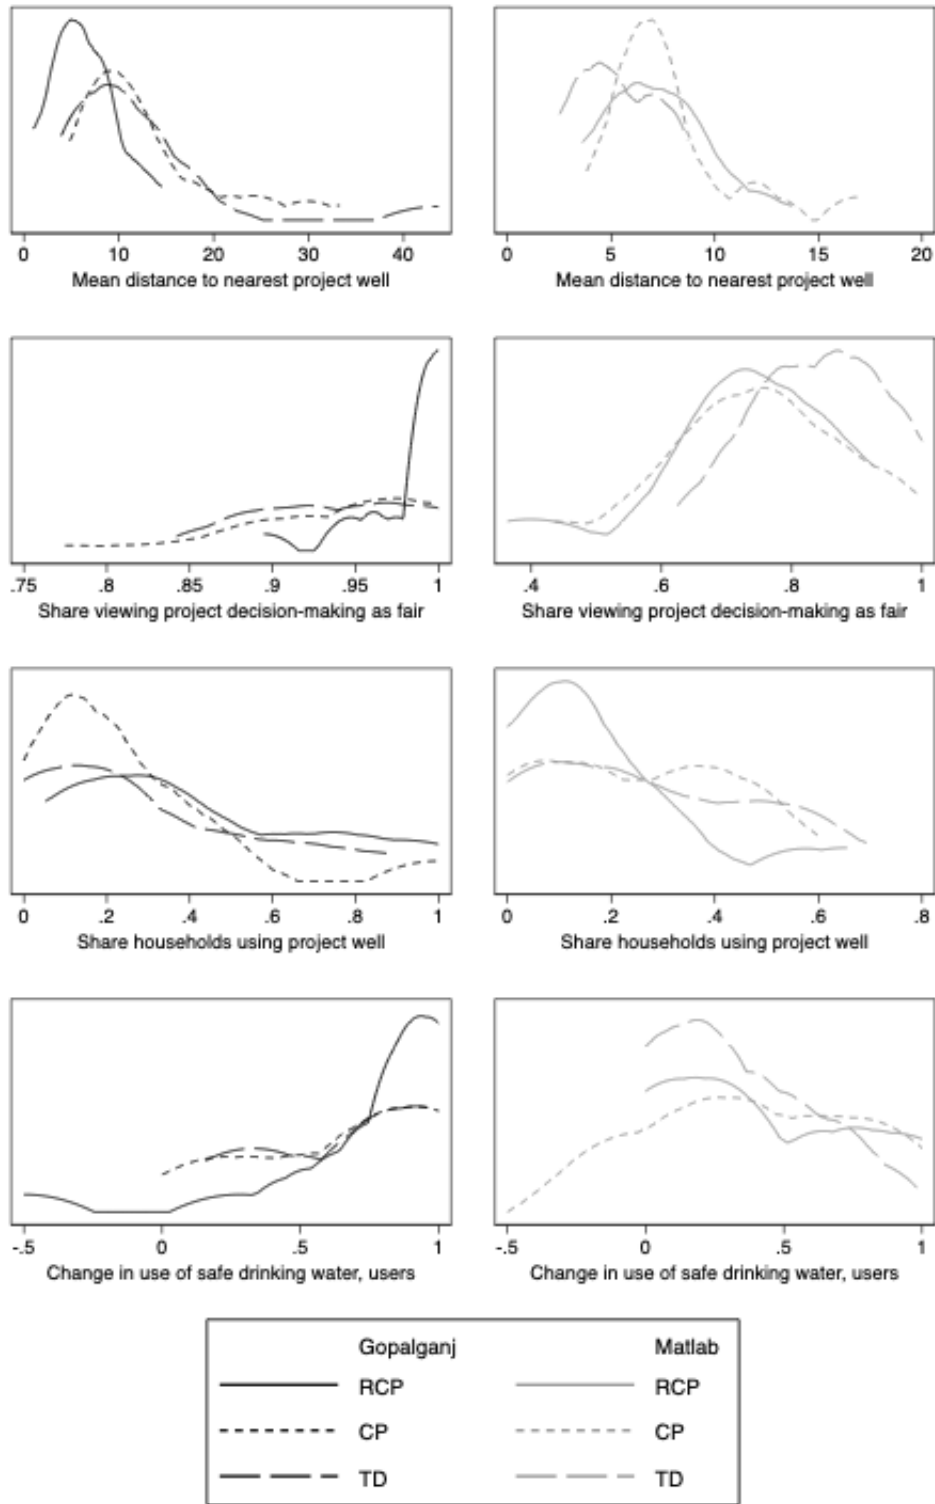 0 10 20 30 40
Mean distance to nearest project well
0 5 10 15 20
Mean distance to nearest project well
.75 .8 .85 .9 .95 1
Share viewing project decision-making as fair
.4 .6 .8 1
Share viewing project decision-making as fair
0 .2 .4 .6 .8 1
Share households using project well
0 .2 .4 .6 .8
Share households using project well
-.5 0 .5 1
Change in use of safe drinking water, users
-.5 0 .5 1
Change in use of safe drinking water, users
Gopalganj Matlab
RCP RCP
CP CP
TD TD